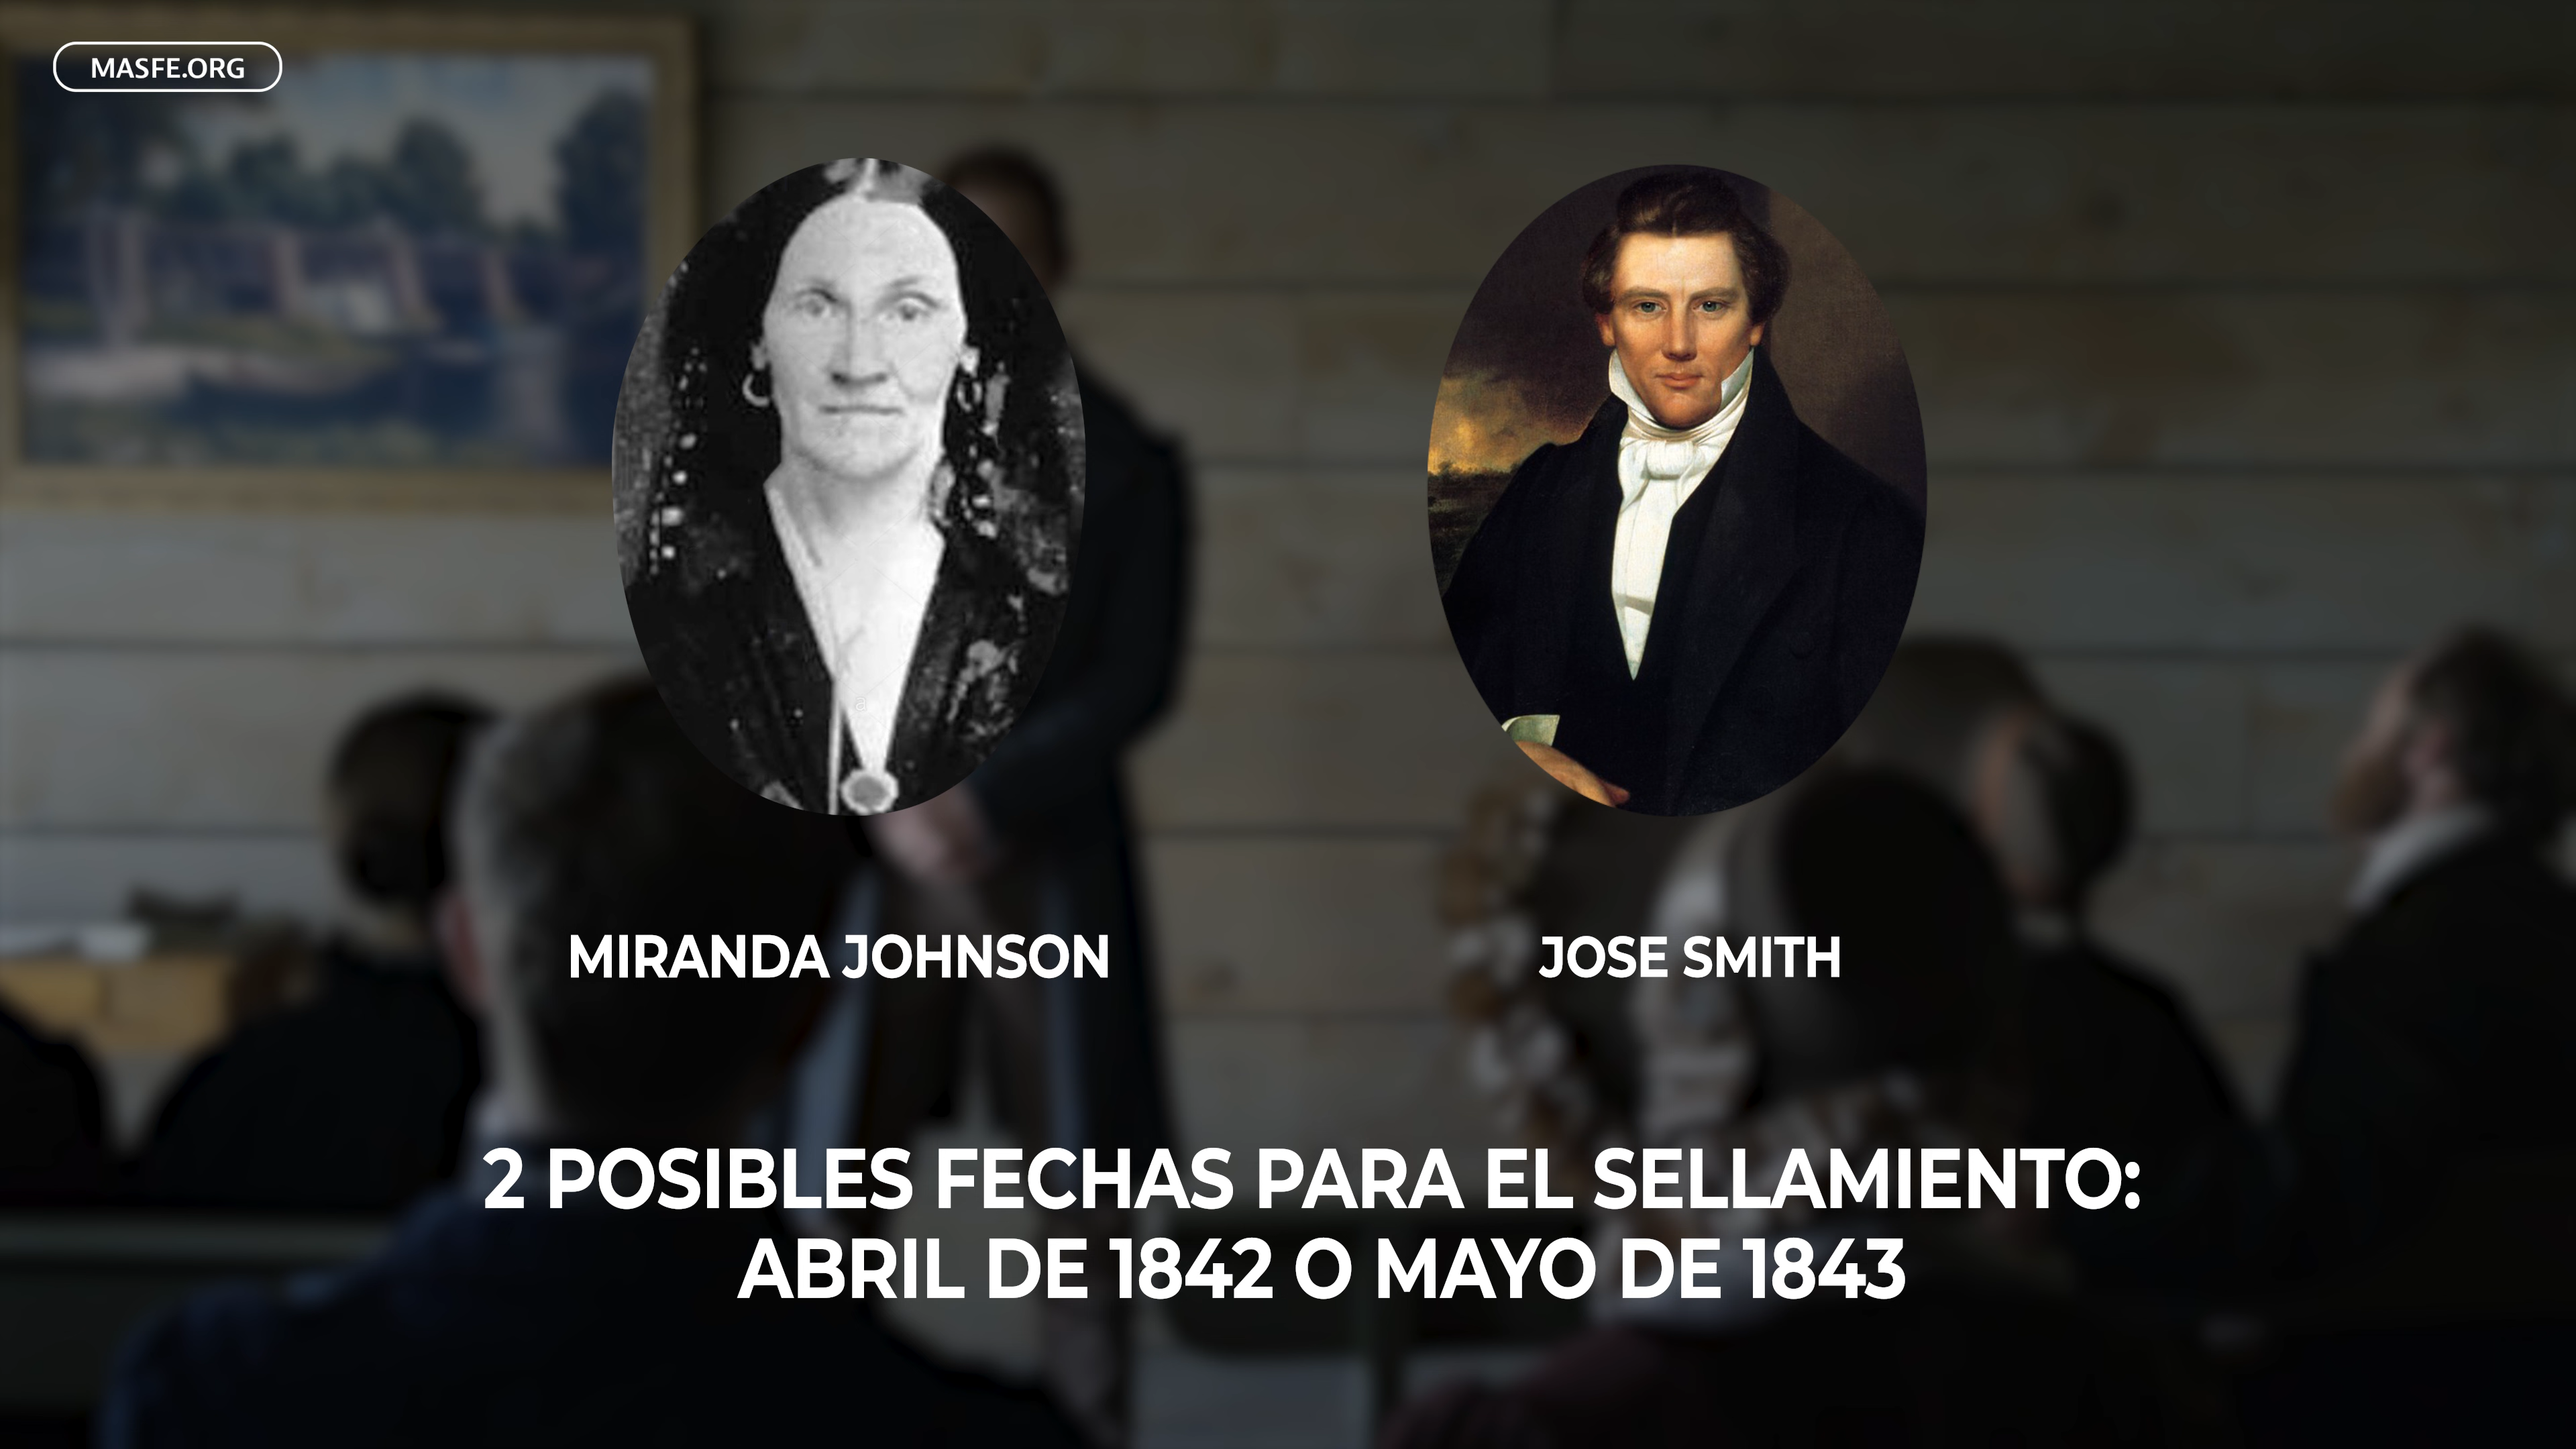 MASFE.ORG
MIRANDA JOHNSON
JOSE SMITH
2 POSIBLES FECHAS PARA EL SELLAMIENTO:
ABRIL DE 1842 O MAYO DE 1843